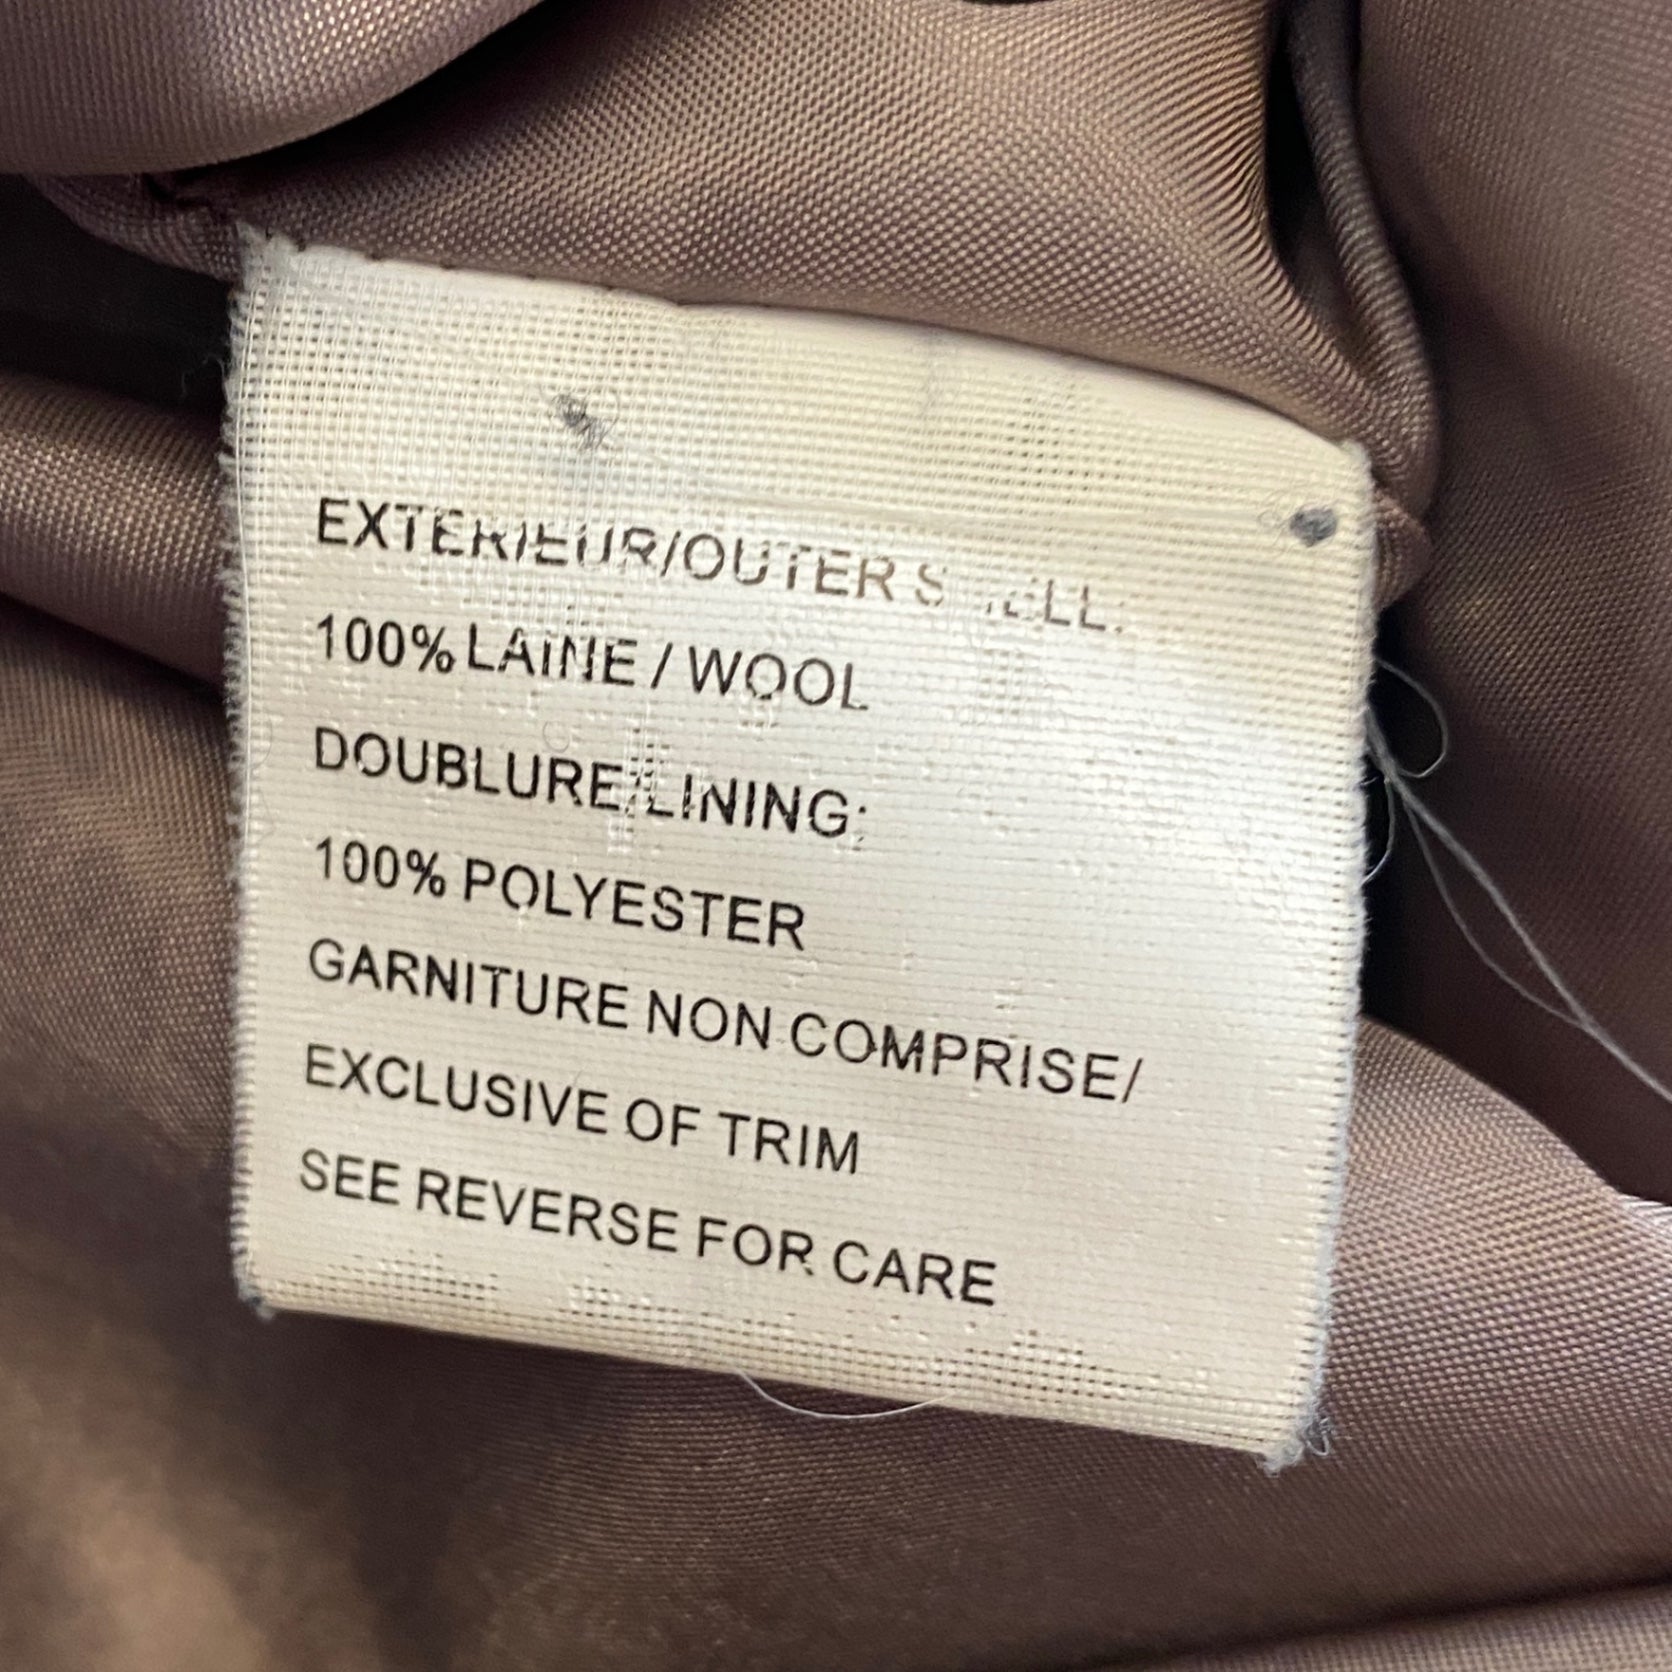 EXTERIEUR/OUTER SHELL:
100% LAINE / WOOL
DOUBLURE/LINING:
100% POLYESTER
GARNITURE NON COMPRISE/
EXCLUSIVE OF TRIM
SEE REVERSE FOR CARE